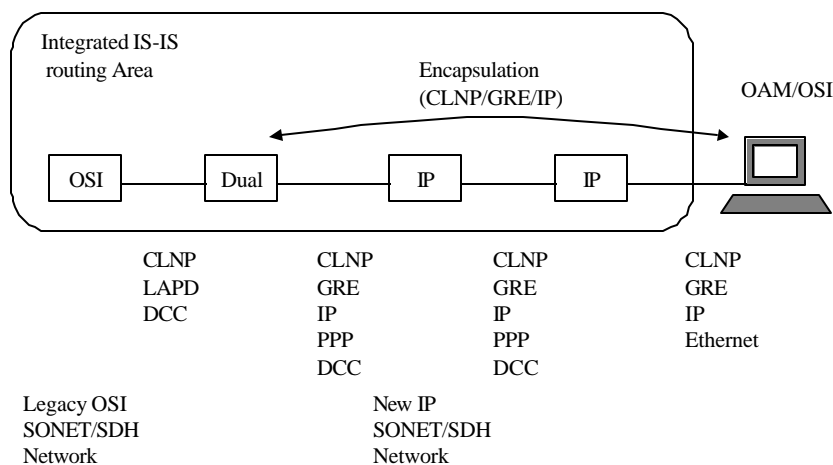 Integrated IS-IS
routing Area
Encapsulation
(CLNP/GRE/IP)
OAM/OSI
OSI
Dual
IP
IP
CLNP
LAPD
DCC
CLNP
GRE
IP
PPP
DCC
CLNP
GRE
IP
PPP
DCC
CLNP
GRE
IP
Ethernet
Legacy OSI
SONET/SDH
Network
New IP
SONET/SDH
Network